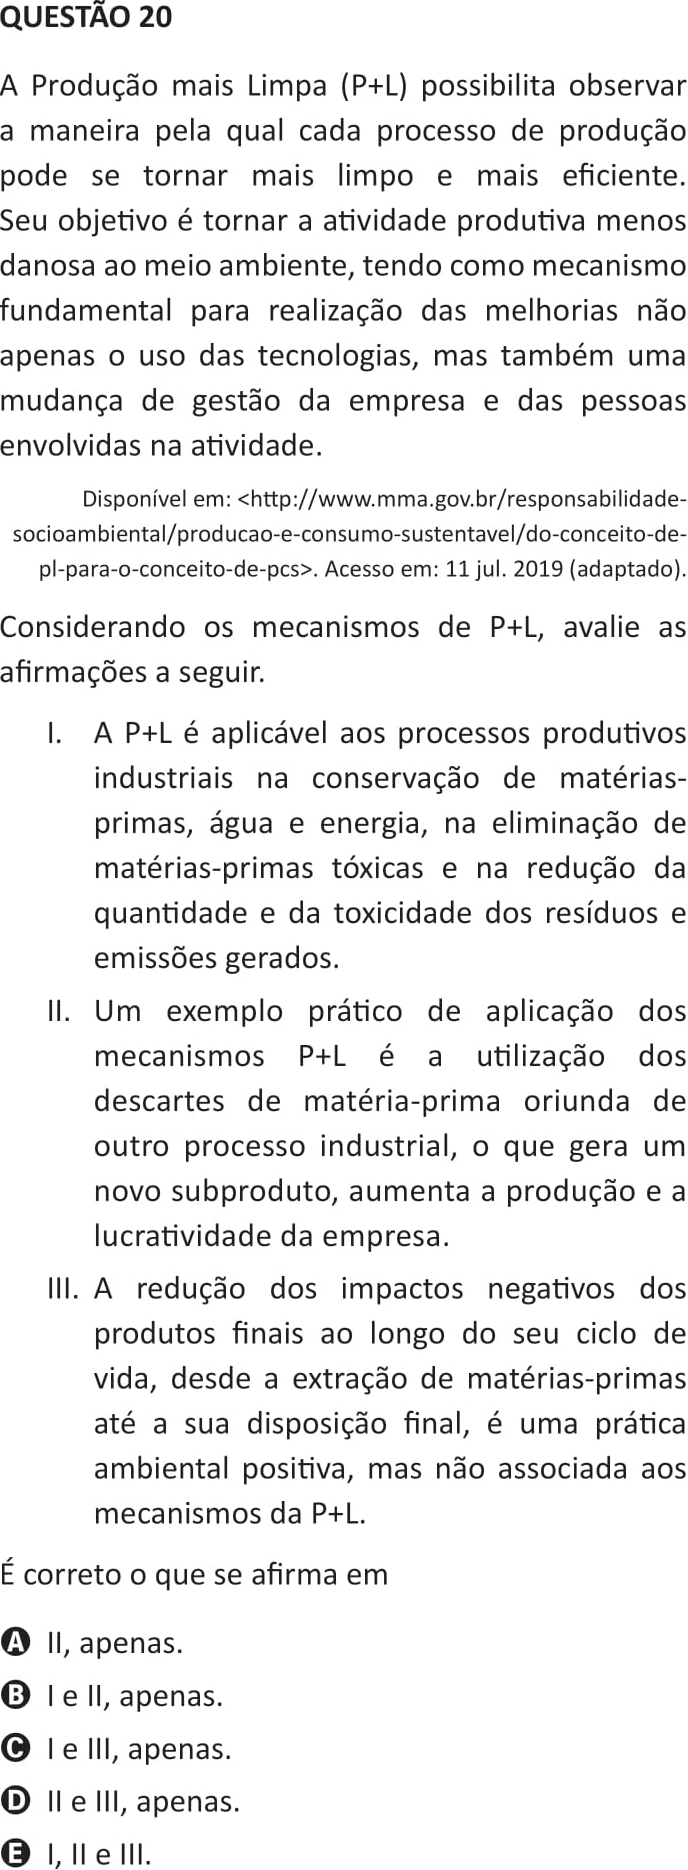 QUESTÃO 20
A Produção mais Limpa (P+L) possibilita observar
a maneira pela qual cada processo de produção
pode se tornar mais limpo e mais eficiente.
Seu objetivo é tornar a atividade produtiva menos
danosa ao meio ambiente, tendo como mecanismo
fundamental para realização das melhorias não
apenas o uso das tecnologias, mas também uma
mudança de gestão da empresa e das pessoas
envolvidas na atividade.
Disponível em: <http://www.mma.gov.br/responsabilidade-
socioambiental/producao-e-consumo-sustentavel/do-conceito-de-
pl-para-o-conceito-de-pcs>. Acesso em: 11 jul. 2019 (adaptado).
Considerando os mecanismos de P+L, avalie as
afirmações a seguir.
I. A P+L é aplicável aos processos produtivos
industriais na conservação de matérias-
primas, água e energia, na eliminação de
matérias-primas tóxicas e na redução da
quantidade e da toxicidade dos resíduos e
emissões gerados.
II. Um exemplo prático de aplicação dos
mecanismos P+L é a utilização dos
descartes de matéria-prima oriunda de
outro processo industrial, o que gera um
novo subproduto, aumenta a produção e a
lucratividade da empresa.
III. A redução dos impactos negativos dos
produtos finais ao longo do seu ciclo de
vida, desde a extração de matérias-primas
até a sua disposição final, é uma prática
ambiental positiva, mas não associada aos
mecanismos da P+L.
É correto o que se afirma em
A II, apenas.
B I e II, apenas.
C I e III, apenas.
D II e III, apenas.
E I, II e III.